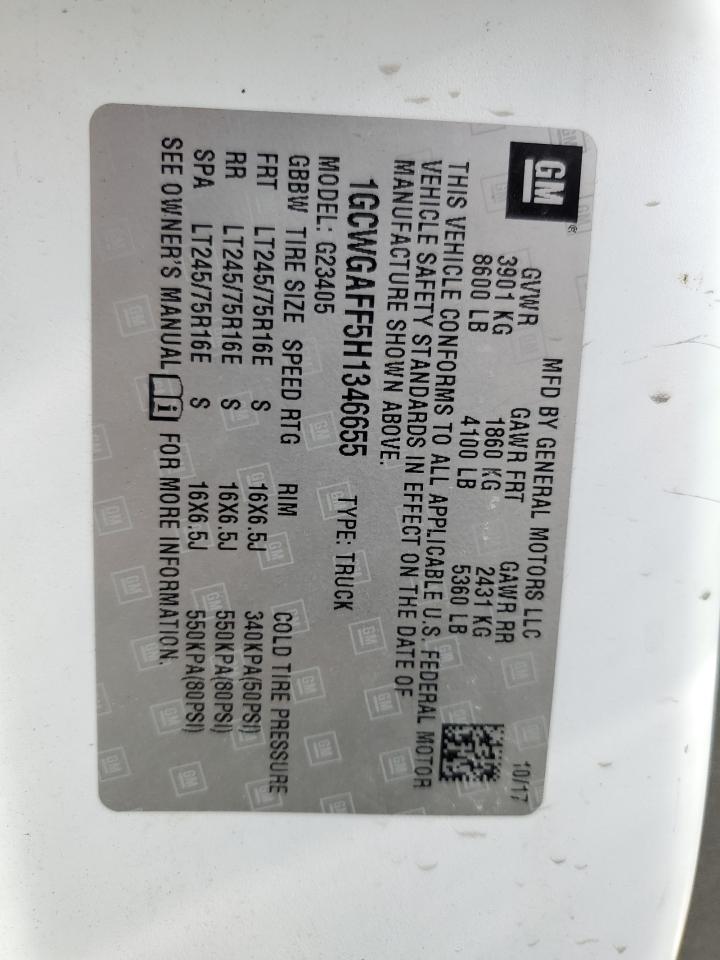 GM®
MFD BY GENERAL MOTORS LLC 10/17
GVWR GAWR FRT GAWR RR
3901 KG 1860 KG 2431 KG
8600 LB 4100 LB 5360 LB
THIS VEHICLE CONFORMS TO ALL APPLICABLE U.S. FEDERAL MOTOR
VEHICLE SAFETY STANDARDS IN EFFECT ON THE DATE OF
MANUFACTURE SHOWN ABOVE.
1GCWGAFF5H1346655 TYPE: TRUCK
MODEL: G23405
GBBW TIRE SIZE SPEED RTG RIM COLD TIRE PRESSURE
FRT LT245/75R16E S 16X6.5J 340KPA(50PSI)
RR LT245/75R16E S 16X6.5J 550KPA(80PSI)
SPA LT245/75R16E S 16X6.5J 550KPA(80PSI)
SEE OWNER'S MANUAL i FOR MORE INFORMATION.